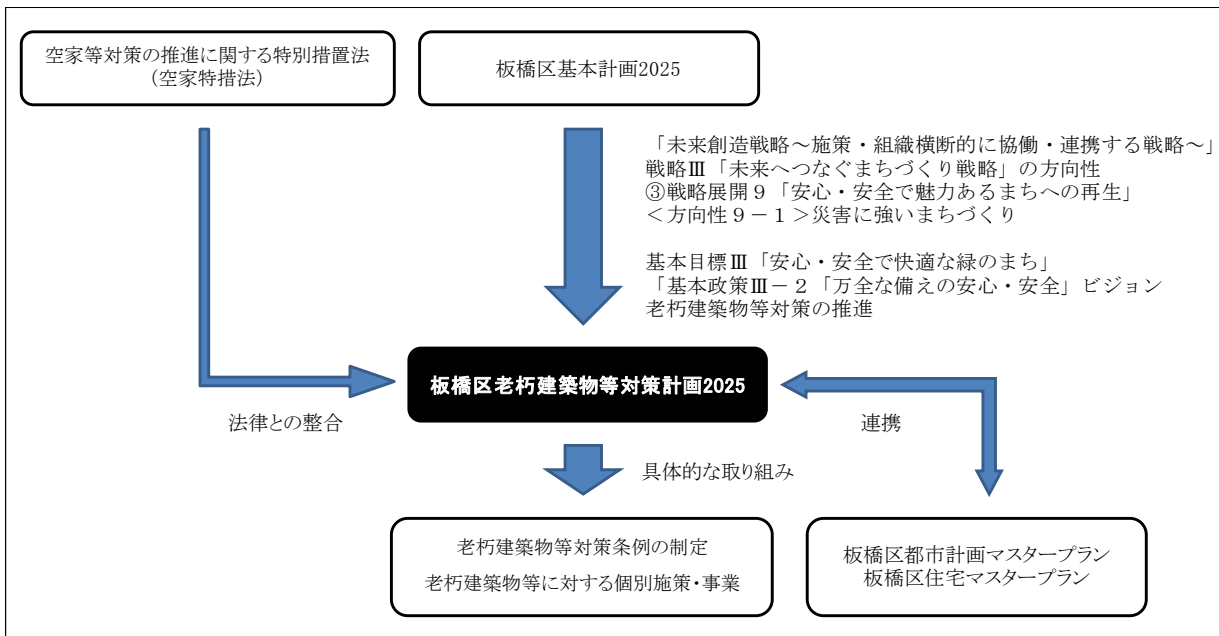 空家等対策の推進に関する特別措置法
（空家特措法）
板橋区基本計画2025
「未来創造戦略～施策・組織横断的に協働・連携する戦略～」
戦略Ⅲ「未来へつなぐまちづくり戦略」の方向性
③戦略展開９「安心・安全で魅力あるまちへの再生」
＜方向性９－１＞災害に強いまちづくり
基本目標Ⅲ「安心・安全で快適な緑のまち」
「基本政策Ⅲ－２「万全な備えの安心・安全」ビジョン
老朽建築物等対策の推進
板橋区老朽建築物等対策計画2025
法律との整合
連携
具体的な取り組み
老朽建築物等対策条例の制定
老朽建築物等に対する個別施策・事業
板橋区都市計画マスタープラン
板橋区住宅マスタープラン